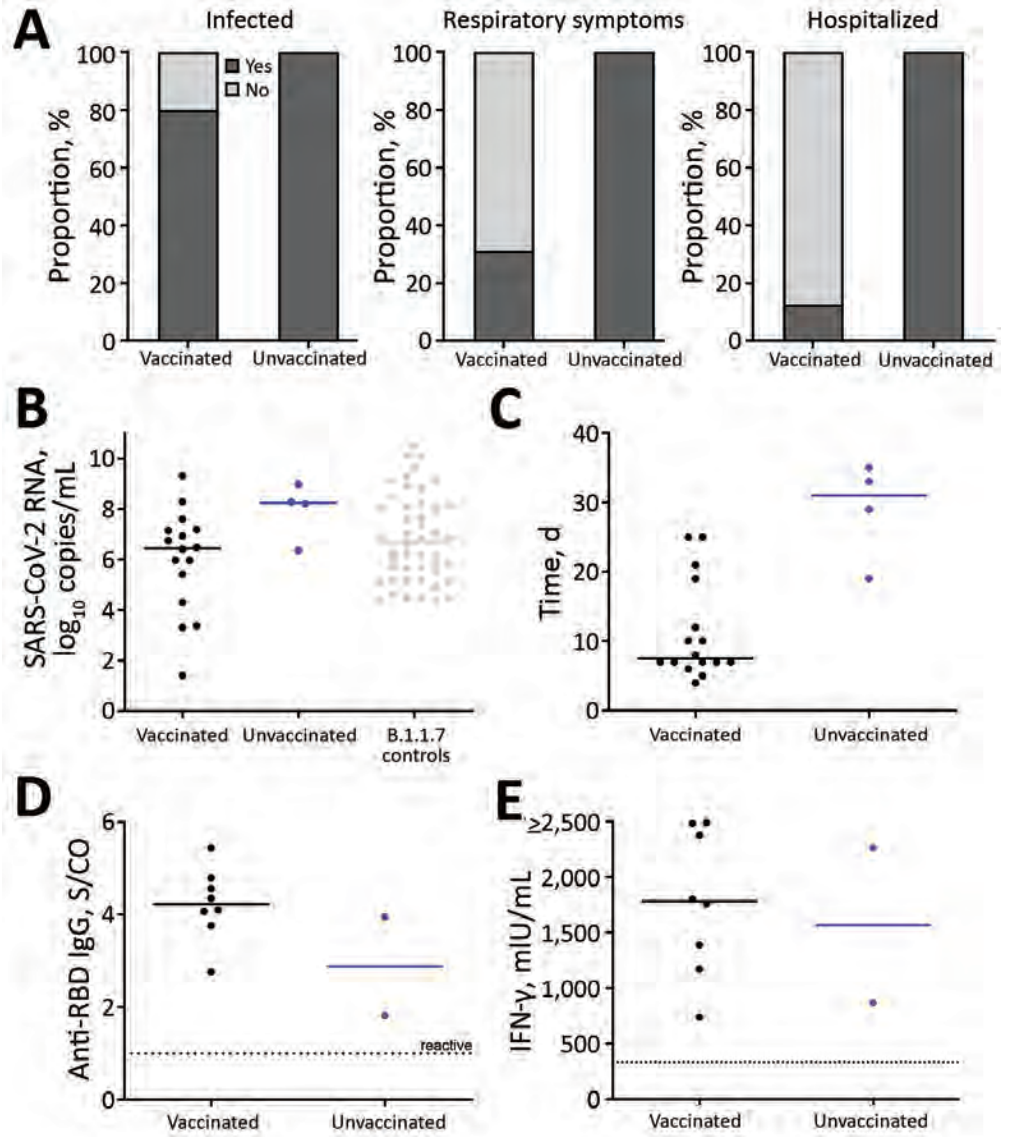 A
Infected
Respiratory symptoms
Hospitalized
Proportion, %
100
80
60
40
20
0
Yes
No
Vaccinated
Unvaccinated
Proportion, %
100
80
60
40
20
0
Vaccinated
Unvaccinated
Proportion, %
100
80
60
40
20
0
Vaccinated
Unvaccinated
B
SARS-CoV-2 RNA,
log10 copies/mL
10
8
6
4
2
0
Vaccinated
Unvaccinated
B.1.1.7
controls
C
Time, d
40
30
20
10
0
Vaccinated
Unvaccinated
D
Anti-RBD IgG, S/CO
6
4
2
0
reactive
Vaccinated
Unvaccinated
E
IFN-γ, mIU/mL
≥2,500
2,000
1,500
1,000
500
0
Vaccinated
Unvaccinated